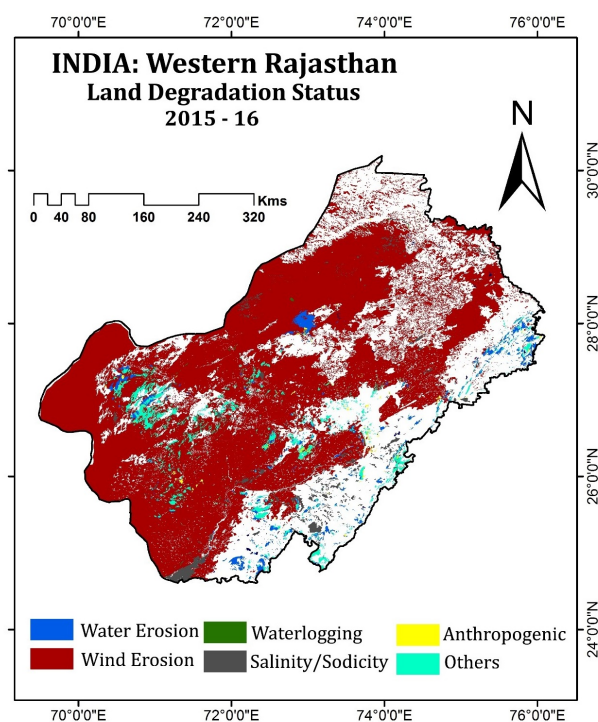 70°0'0"E 72°0'0"E 74°0'0"E 76°0'0"E
INDIA: Western Rajasthan
Land Degradation Status
2015 - 16
N
30°0'0"N
Kms
0 40 80 160 240 320
28°0'0"N
26°0'0"N
24°0'0"N
Water Erosion Waterlogging Anthropogenic
Wind Erosion Salinity/Sodicity Others
70°0'0"E 72°0'0"E 74°0'0"E 76°0'0"E